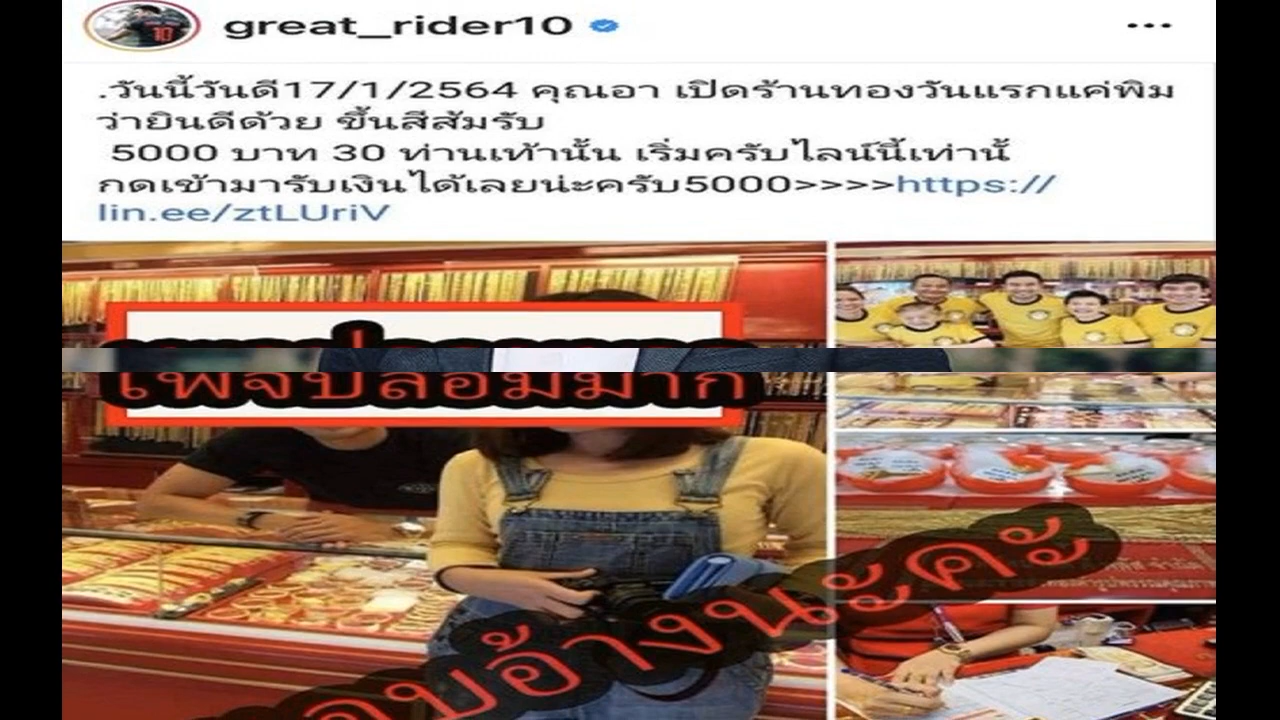 great_rider10
.วันนี้วันดี17/1/2564 คุณอา เปิดร้านทองวันแรกแค่พิม
ว่ายินดีด้วย ขึ้นสีส้มรับ
5000 บาท 30 ท่านเท้านั้น เริ่มครับไลน์นี้เท่านี้
กดเข้ามารับเงินได้เลยน่ะครับ5000>>>>https://
lin.ee/ztLUriV
เพจปลอมมาก
แอบอ้างนะคะ